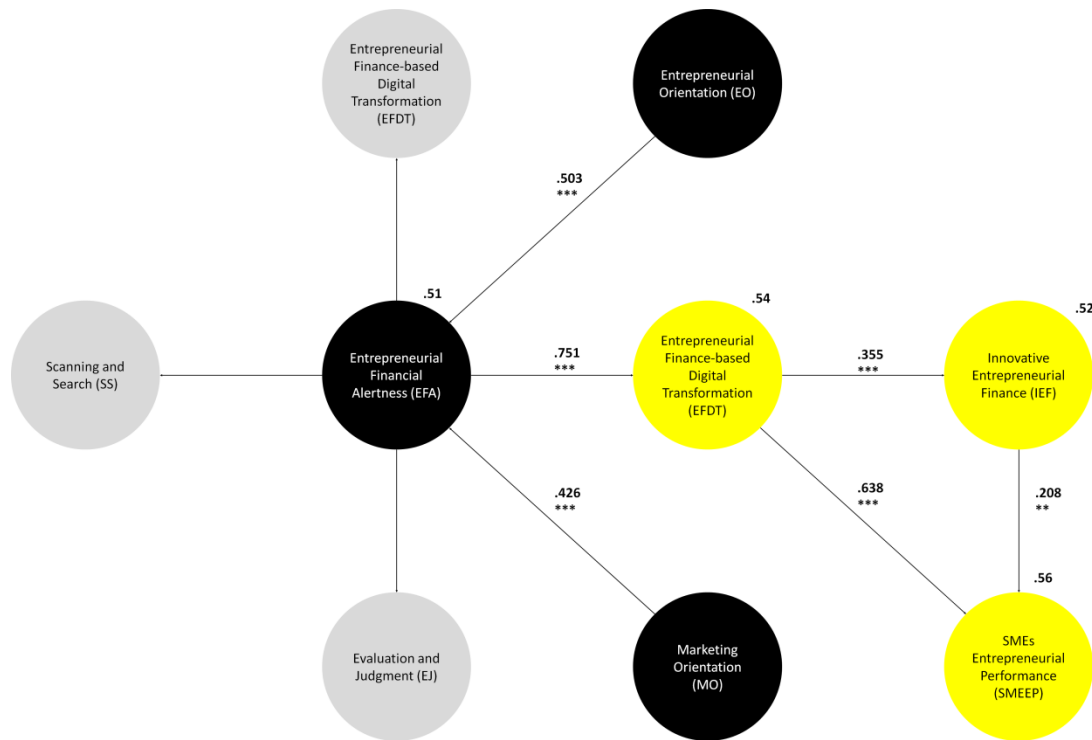 Entrepreneurial
Finance-based
Digital
Transformation
(EFDT)
Entrepreneurial
Orientation (EO)
.503
***
.51
.54
.52
Scanning and
Search (SS)
Entrepreneurial
Financial
Alertness (EFA)
.751
***
Entrepreneurial
Finance-based
Digital
Transformation
(EFDT)
.355
***
Innovative
Entrepreneurial
Finance (IEF)
.426
***
.638
***
.208
**
.56
Evaluation and
Judgment (EJ)
Marketing
Orientation
(MO)
SMEs
Entrepreneurial
Performance
(SMEEP)